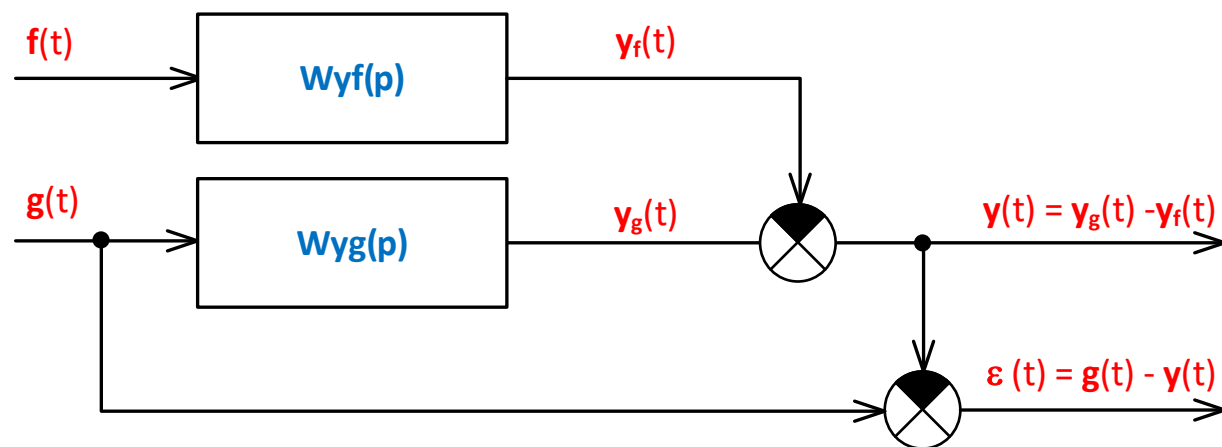 f(t)
Wyf(p)
yf(t)
g(t)
Wyg(p)
yg(t)
y(t) = yg(t) -yf(t)
ε (t) = g(t) - y(t)